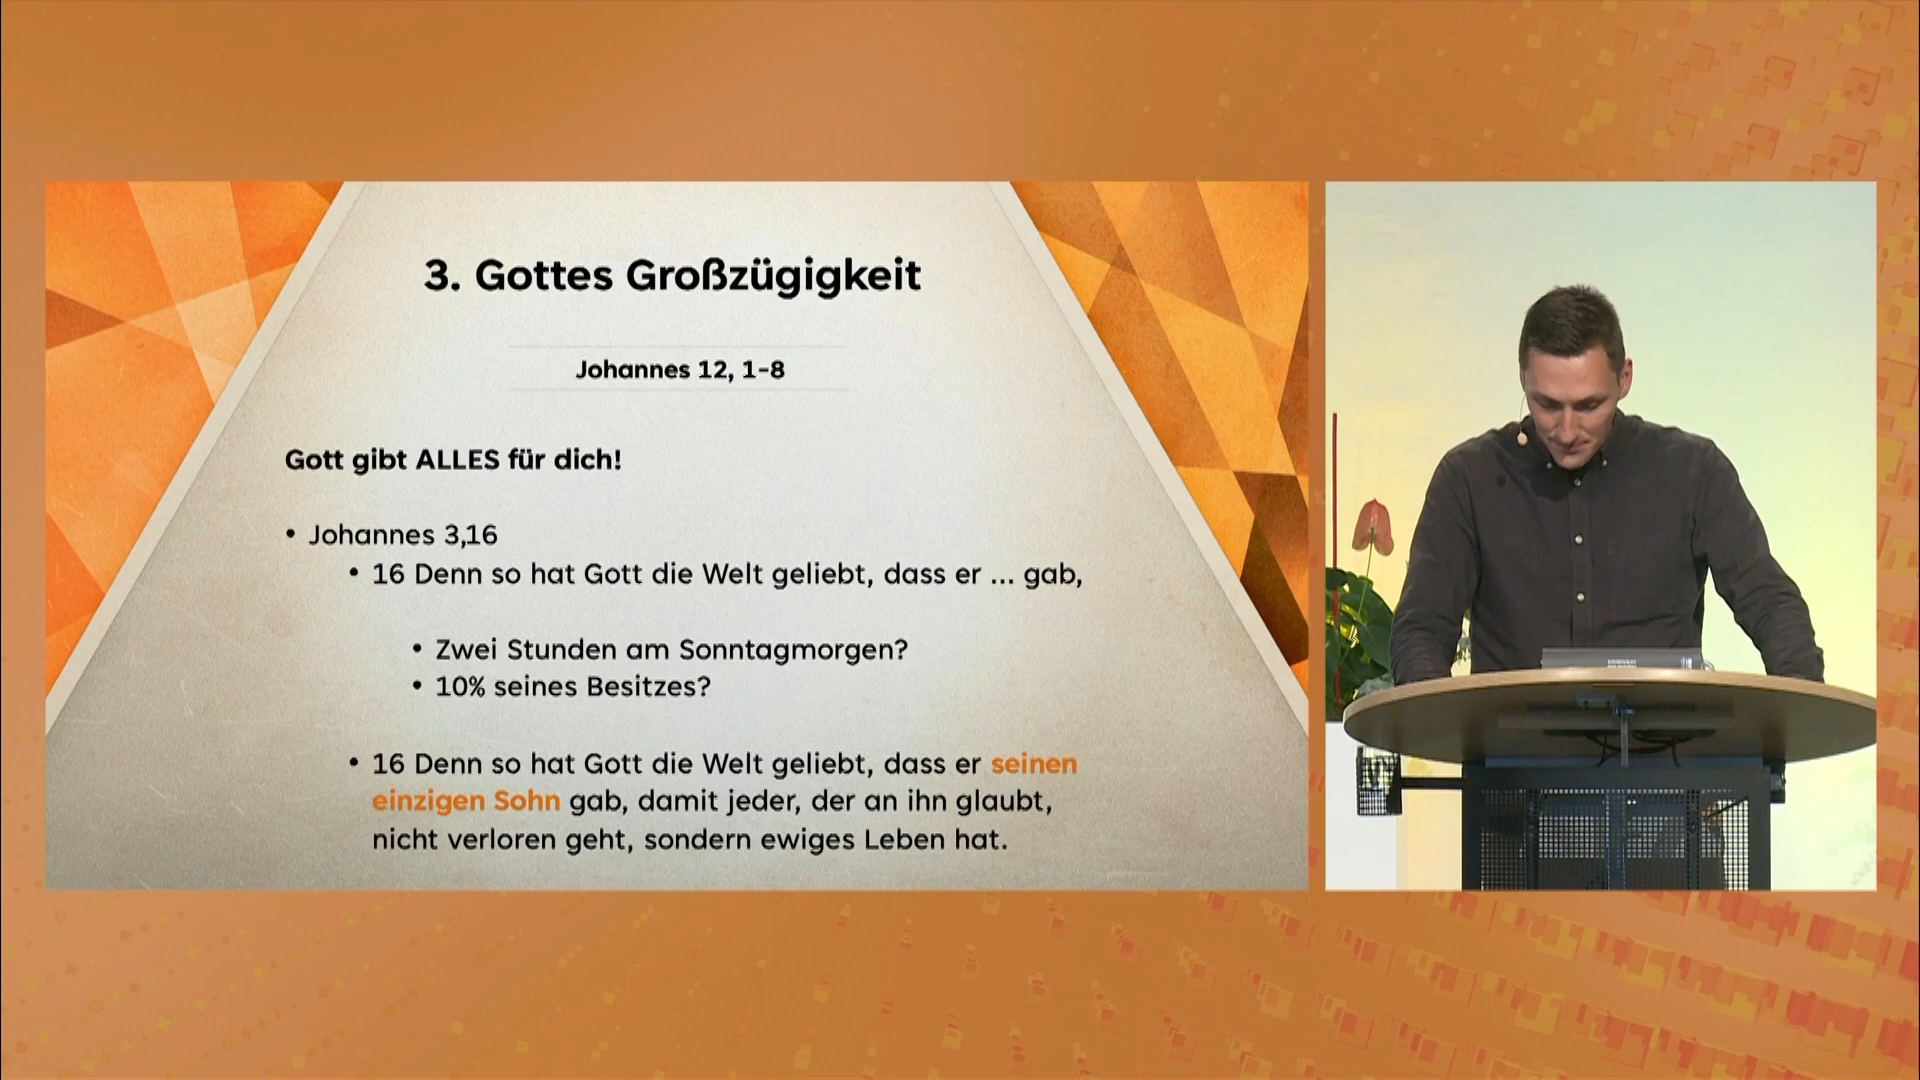 3. Gottes Großzügigkeit
Johannes 12, 1-8
Gott gibt ALLES für dich!
• Johannes 3,16
• 16 Denn so hat Gott die Welt geliebt, dass er ... gab,
• Zwei Stunden am Sonntagmorgen?
• 10% seines Besitzes?
• 16 Denn so hat Gott die Welt geliebt, dass er seinen
einzigen Sohn gab, damit jeder, der an ihn glaubt,
nicht verloren geht, sondern ewiges Leben hat.